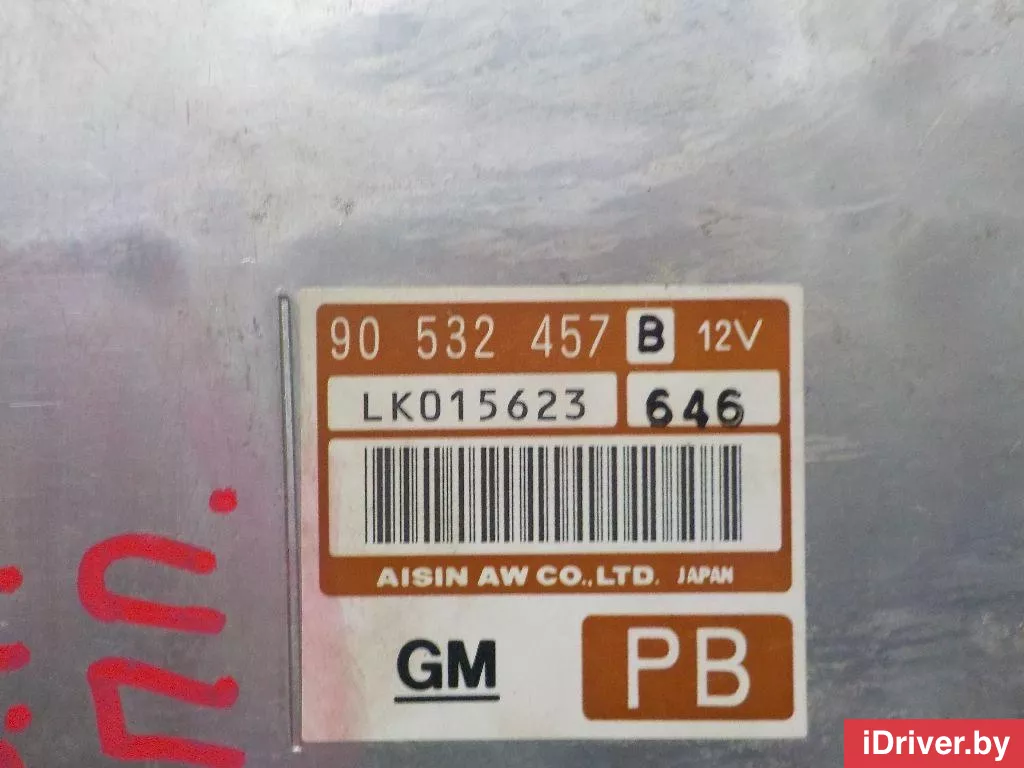 90 532 457 B 12V
LK015623 646
AISIN AW CO.,LTD. JAPAN
GM PB
iDriver.by